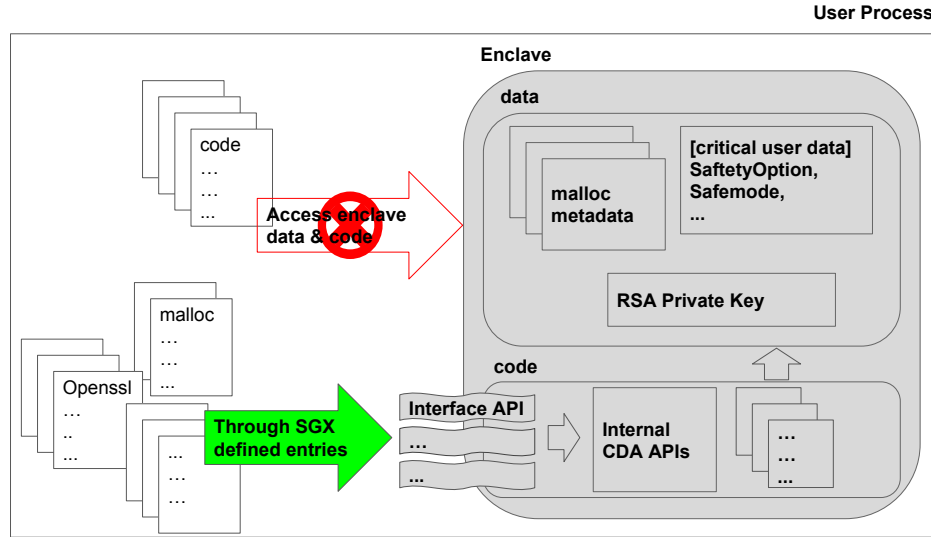 User Process
Enclave
data
code
…
…
...
[critical user data]
SaftetyOption,
Safemode,
...
malloc
metadata
Access enclave
data & code
RSA Private Key
malloc
…
…
...
code
Openssl
…
..
...
Interface API
…
...
Through SGX
defined entries
Internal
CDA APIs
...
…
…
…
…
...